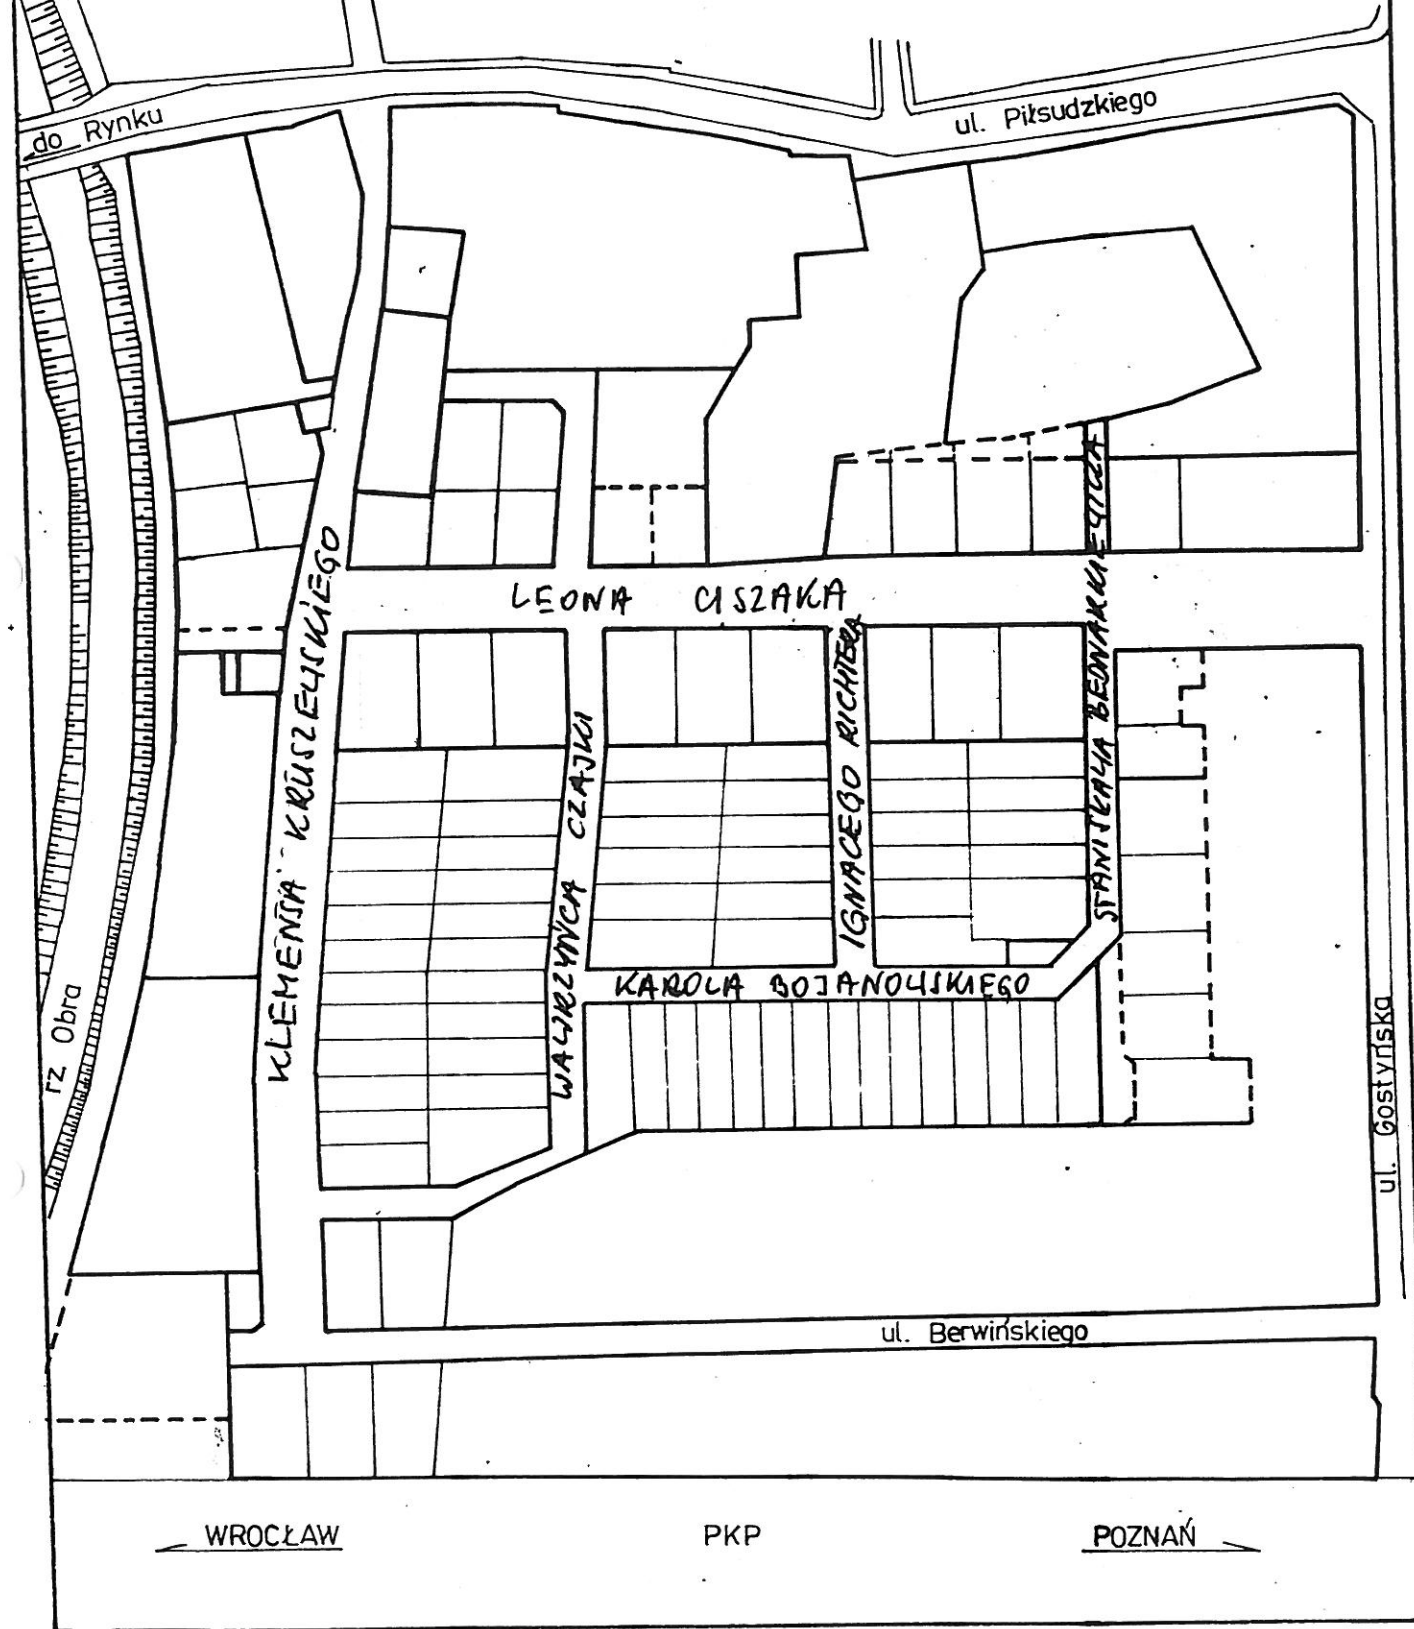 do Rynku
ul. Piłsudzkiego
LEONA CISZAKA
KLEMENSA KRUSZEWSKIEGO
WAWRZYŃCA CZAJKI
IGNACEGO RICHTERA
STANISŁAWA BEDNARKIEWICZA
KAROLA BOJANOWSKIEGO
rz Obra
ul. Gostyńska
ul. Berwińskiego
WROCŁAW
PKP
POZNAŃ